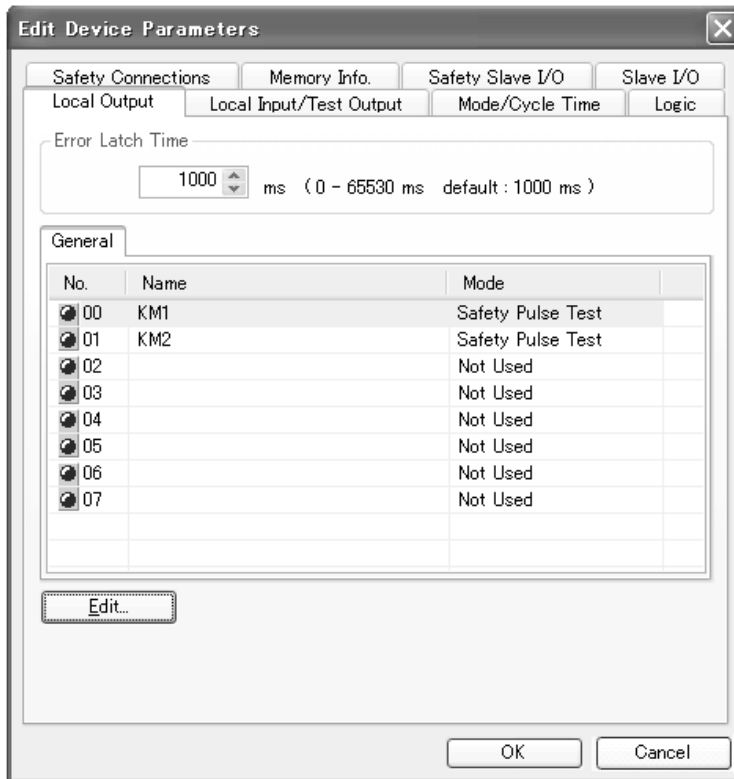 Edit Device Parameters
Safety Connections Memory Info. Safety Slave I/O Slave I/O
Local Output Local Input/Test Output Mode/Cycle Time Logic
Error Latch Time
1000 ms (0 - 65530 ms default : 1000 ms )
General
No. Name Mode
00 KM1 Safety Pulse Test
01 KM2 Safety Pulse Test
02 Not Used
03 Not Used
04 Not Used
05 Not Used
06 Not Used
07 Not Used
Edit...
OK Cancel